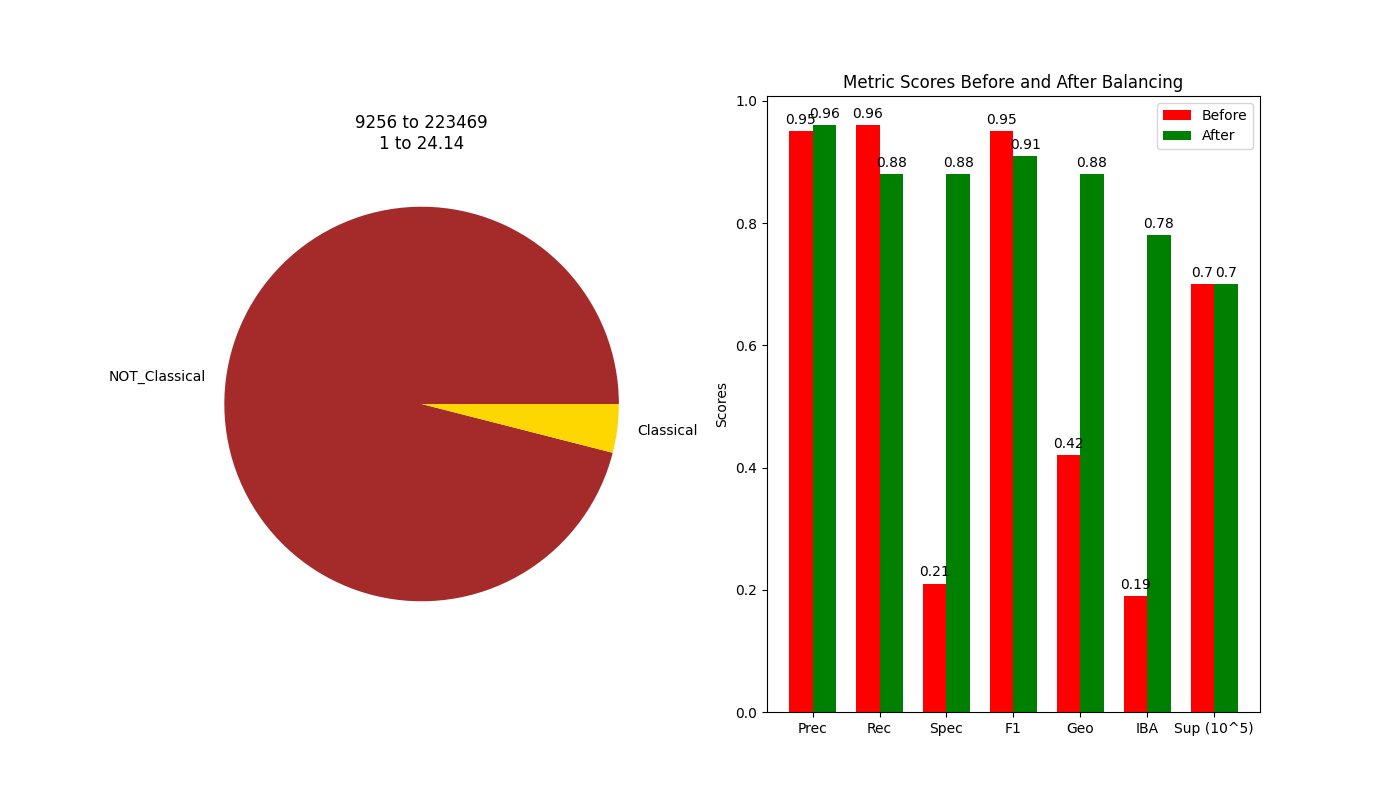 9256 to 223469
1 to 24.14
NOT_Classical
Classical
Metric Scores Before and After Balancing
Before
After
Scores
1.0
0.8
0.6
0.4
0.2
0.0
0.95
0.96
0.96
0.88
0.21
0.88
0.95
0.91
0.42
0.88
0.19
0.78
0.7
0.7
Prec
Rec
Spec
F1
Geo
IBA
Sup (10^5)